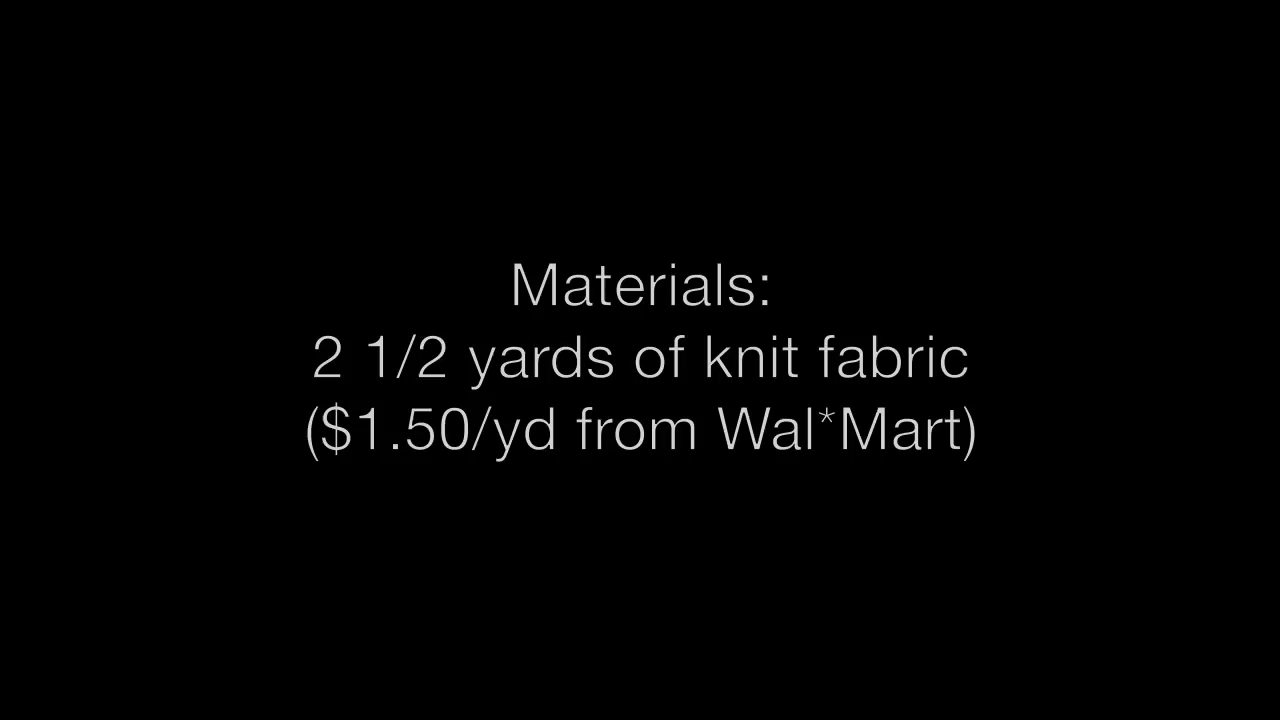 Materials:
2 1/2 yards of knit fabric
($1.50/yd from Wal*Mart)